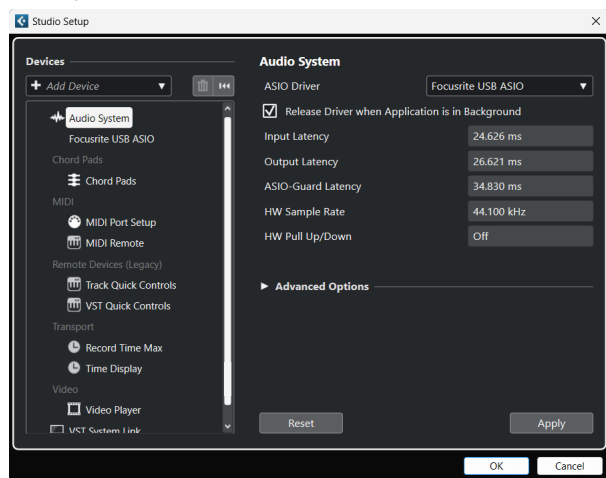 Studio Setup
Devices
Add Device
Audio System
Focusrite USB ASIO
Chord Pads
Chord Pads
MIDI
MIDI Port Setup
MIDI Remote
Remote Devices (Legacy)
Track Quick Controls
VST Quick Controls
Transport
Record Time Max
Time Display
Video
Video Player
VST System Link
Audio System
ASIO Driver Focusrite USB ASIO
Release Driver when Application is in Background
Input Latency 24.626 ms
Output Latency 26.621 ms
ASIO-Guard Latency 34.830 ms
HW Sample Rate 44.100 kHz
HW Pull Up/Down Off
Advanced Options
Reset Apply
OK Cancel